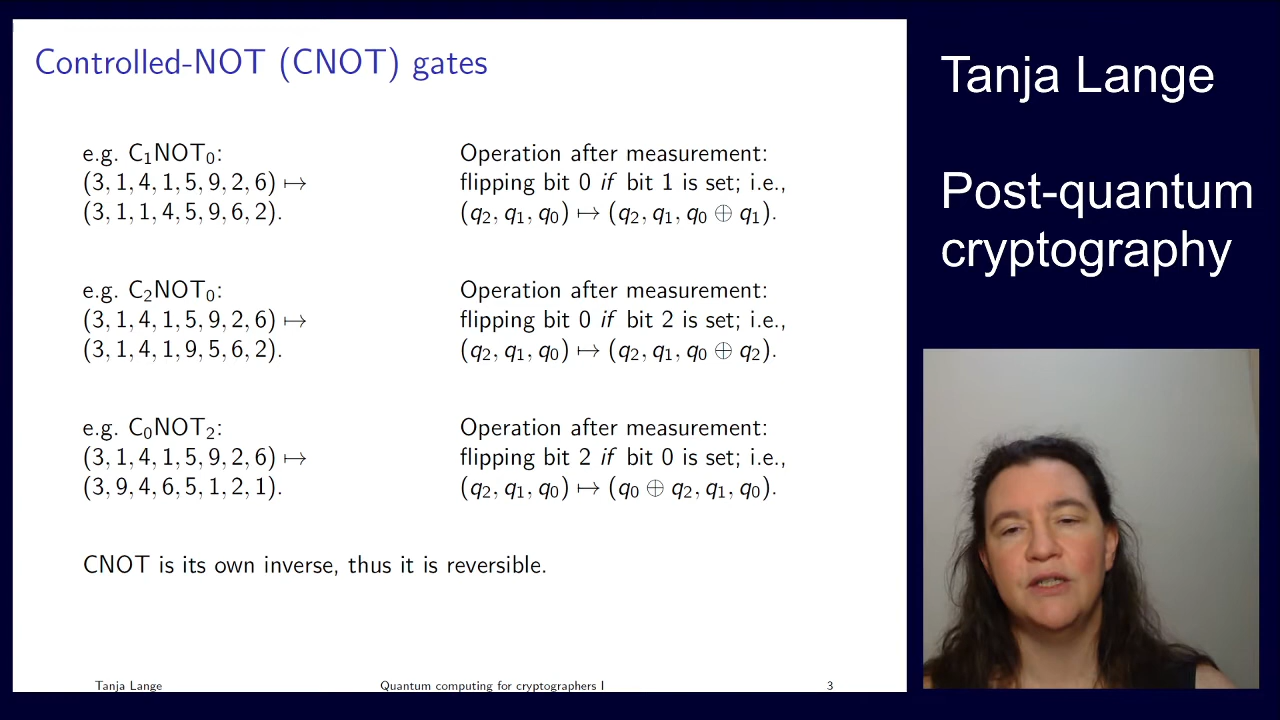 Controlled-NOT (CNOT) gates
e.g. C₁NOT₀:
(3, 1, 4, 1, 5, 9, 2, 6) ↦
(3, 1, 1, 4, 5, 9, 6, 2).
Operation after measurement:
flipping bit 0 if bit 1 is set; i.e.,
(q₂, q₁, q₀) ↦ (q₂, q₁, q₀ ⊕ q₁).
e.g. C₂NOT₀:
(3, 1, 4, 1, 5, 9, 2, 6) ↦
(3, 1, 4, 1, 9, 5, 6, 2).
Operation after measurement:
flipping bit 0 if bit 2 is set; i.e.,
(q₂, q₁, q₀) ↦ (q₂, q₁, q₀ ⊕ q₂).
e.g. C₀NOT₂:
(3, 1, 4, 1, 5, 9, 2, 6) ↦
(3, 9, 4, 6, 5, 1, 2, 1).
Operation after measurement:
flipping bit 2 if bit 0 is set; i.e.,
(q₂, q₁, q₀) ↦ (q₀ ⊕ q₂, q₁, q₀).
CNOT is its own inverse, thus it is reversible.
Tanja Lange
Quantum computing for cryptographers I
3
Tanja Lange
Post-quantum
cryptography